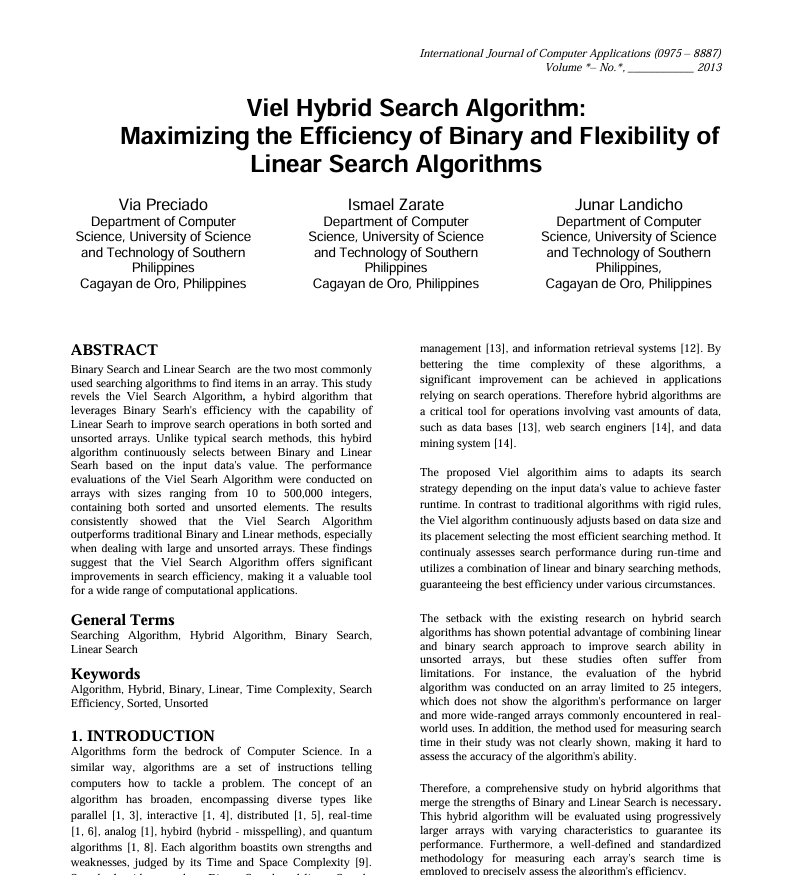 International Journal of Computer Applications (0975 – 8887)
Volume *– No.*, ___________ 2013
Viel Hybrid Search Algorithm:
Maximizing the Efficiency of Binary and Flexibility of
Linear Search Algorithms
Via Preciado
Department of Computer
Science, University of Science
and Technology of Southern
Philippines
Cagayan de Oro, Philippines
Ismael Zarate
Department of Computer
Science, University of Science
and Technology of Southern
Philippines
Cagayan de Oro, Philippines
Junar Landicho
Department of Computer
Science, University of Science
and Technology of Southern
Philippines,
Cagayan de Oro, Philippines
ABSTRACT
Binary Search and Linear Search are the two most commonly
used searching algorithms to find items in an array. This study
revels the Viel Search Algorithm, a hybird algorithm that
leverages Binary Searh's efficiency with the capability of
Linear Searh to improve search operations in both sorted and
unsorted arrays. Unlike typical search methods, this hybird
algorithm continuously selects between Binary and Linear
Searh based on the input data's value. The performance
evaluations of the Viel Searh Algorithm were conducted on
arrays with sizes ranging from 10 to 500,000 integers,
containing both sorted and unsorted elements. The results
consistently showed that the Viel Search Algorithm
outperforms traditional Binary and Linear methods, especially
when dealing with large and unsorted arrays. These findings
suggest that the Viel Search Algorithm offers significant
improvements in search efficiency, making it a valuable tool
for a wide range of computational applications.
General Terms
Searching Algorithm, Hybrid Algorithm, Binary Search,
Linear Search
Keywords
Algorithm, Hybrid, Binary, Linear, Time Complexity, Search
Efficiency, Sorted, Unsorted
1. INTRODUCTION
Algorithms form the bedrock of Computer Science. In a
similar way, algorithms are a set of instructions telling
computers how to tackle a problem. The concept of an
algorithm has broaden, encompassing diverse types like
parallel [1, 3], interactive [1, 4], distributed [1, 5], real-time
[1, 6], analog [1], hybird (hybrid - misspelling), and quantum
algorithms [1, 8]. Each algorithm boastits own strengths and
weaknesses, judged by its Time and Space Complexity [9].
management [13], and information retrieval systems [12]. By
bettering the time complexity of these algorithms, a
significant improvement can be achieved in applications
relying on search operations. Therefore hybrid algorithms are
a critical tool for operations involving vast amounts of data,
such as data bases [13], web search enginers [14], and data
mining system [14].
The proposed Viel algorithim aims to adapts its search
strategy depending on the input data's value to achieve faster
runtime. In contrast to traditional algorithms with rigid rules,
the Viel algorithm continuously adjusts based on data size and
its placement selecting the most efficient searching method. It
continualy assesses search performance during run-time and
utilizes a combination of linear and binary searching methods,
guaranteeing the best efficiency under various circumstances.
The setback with the existing research on hybrid search
algorithms has shown potential advantage of combining linear
and binary search approach to improve search ability in
unsorted arrays, but these studies often suffer from
limitations. For instance, the evaluation of the hybrid
algorithm was conducted on an array limited to 25 integers,
which does not show the algorithm's performance on larger
and more wide-ranged arrays commonly encountered in real-
world uses. In addition, the method used for measuring search
time in their study was not clearly shown, making it hard to
assess the accuracy of the algorithm's ability.
Therefore, a comprehensive study on hybrid algorithms that
merge the strengths of Binary and Linear Search is necessary.
This hybrid algorithm will be evaluated using progressively
larger arrays with varying characteristics to guarantee its
performance. Furthermore, a well-defined and standardized
methodology for measuring each array's search time is
employed to precisely assess the algorithm's efficiency.